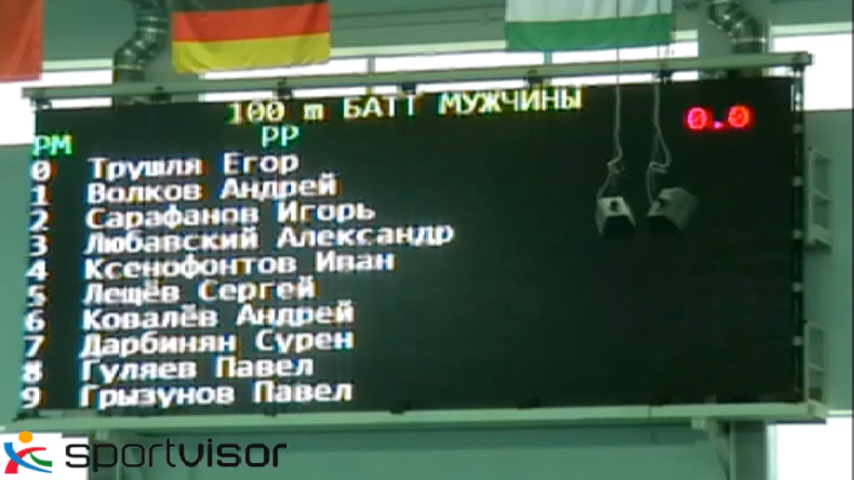 100 m БАТТ МУЖЧИНЫ
0.0
РМ РР
0 Трушля Егор
1 Волков Андрей
2 Сарафанов Игорь
3 Любавский Александр
4 Ксенофонтов Иван
5 Лещёв Сергей
6 Ковалёв Андрей
7 Дарбинян Сурен
8 Гуляев Павел
9 Грызунов Павел
sportvisor